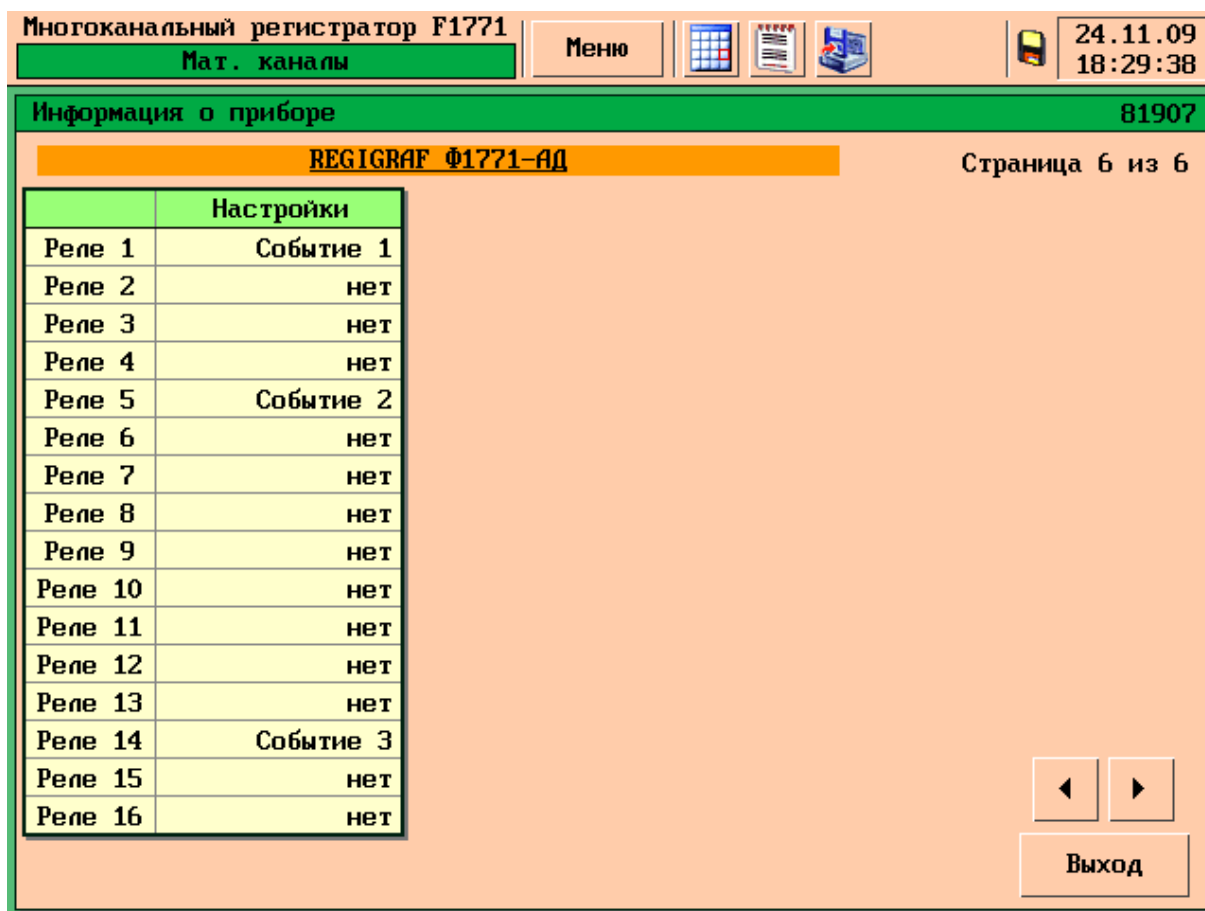 Многоканальный регистратор F1771
Мат. каналы
Меню
24.11.09
18:29:38
Информация о приборе 81907
REGIGRAF Ф1771-АД
Страница 6 из 6
Настройки
Реле 1 Событие 1
Реле 2 нет
Реле 3 нет
Реле 4 нет
Реле 5 Событие 2
Реле 6 нет
Реле 7 нет
Реле 8 нет
Реле 9 нет
Реле 10 нет
Реле 11 нет
Реле 12 нет
Реле 13 нет
Реле 14 Событие 3
Реле 15 нет
Реле 16 нет
Выход